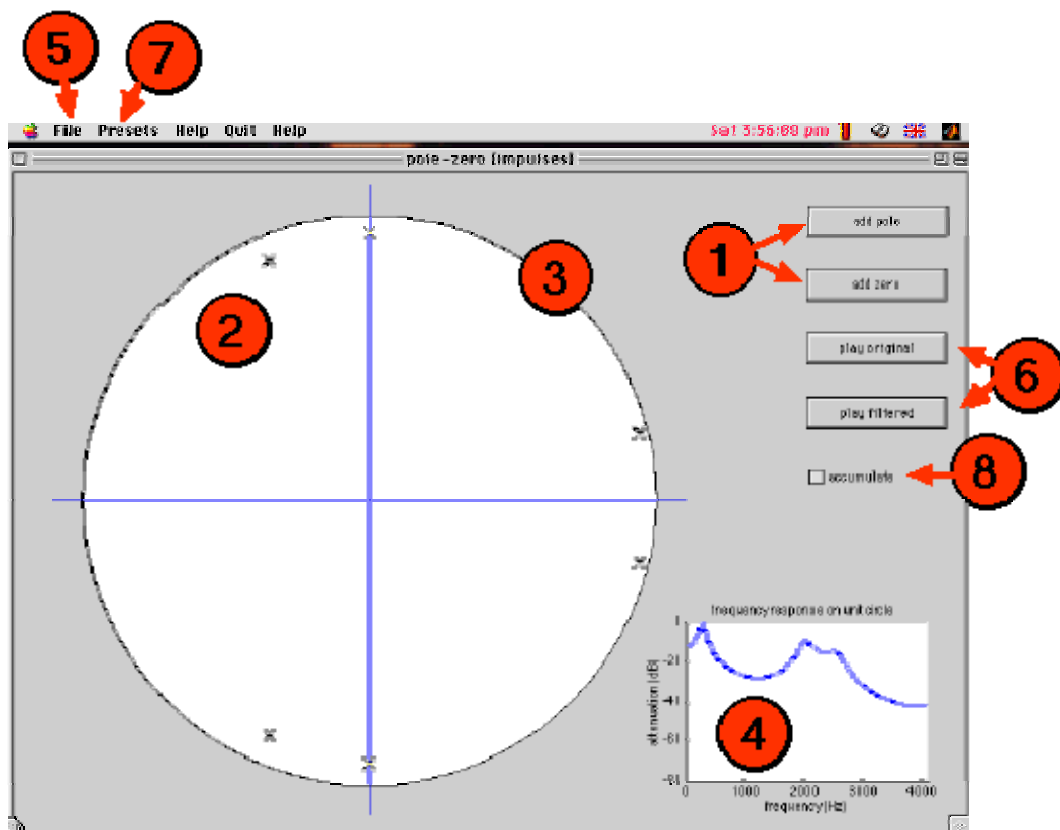 5
7
File Presets Help Quit Help
pole-zero (impulses)
add pole
1
add zero
3
2
play original
6
play filtered
accumulate
8
frequency response on unit circle
0
-20
-40
-60
-80
attenuation (dB)
4
0 1000 2000 3000 4000
frequency(Hz)